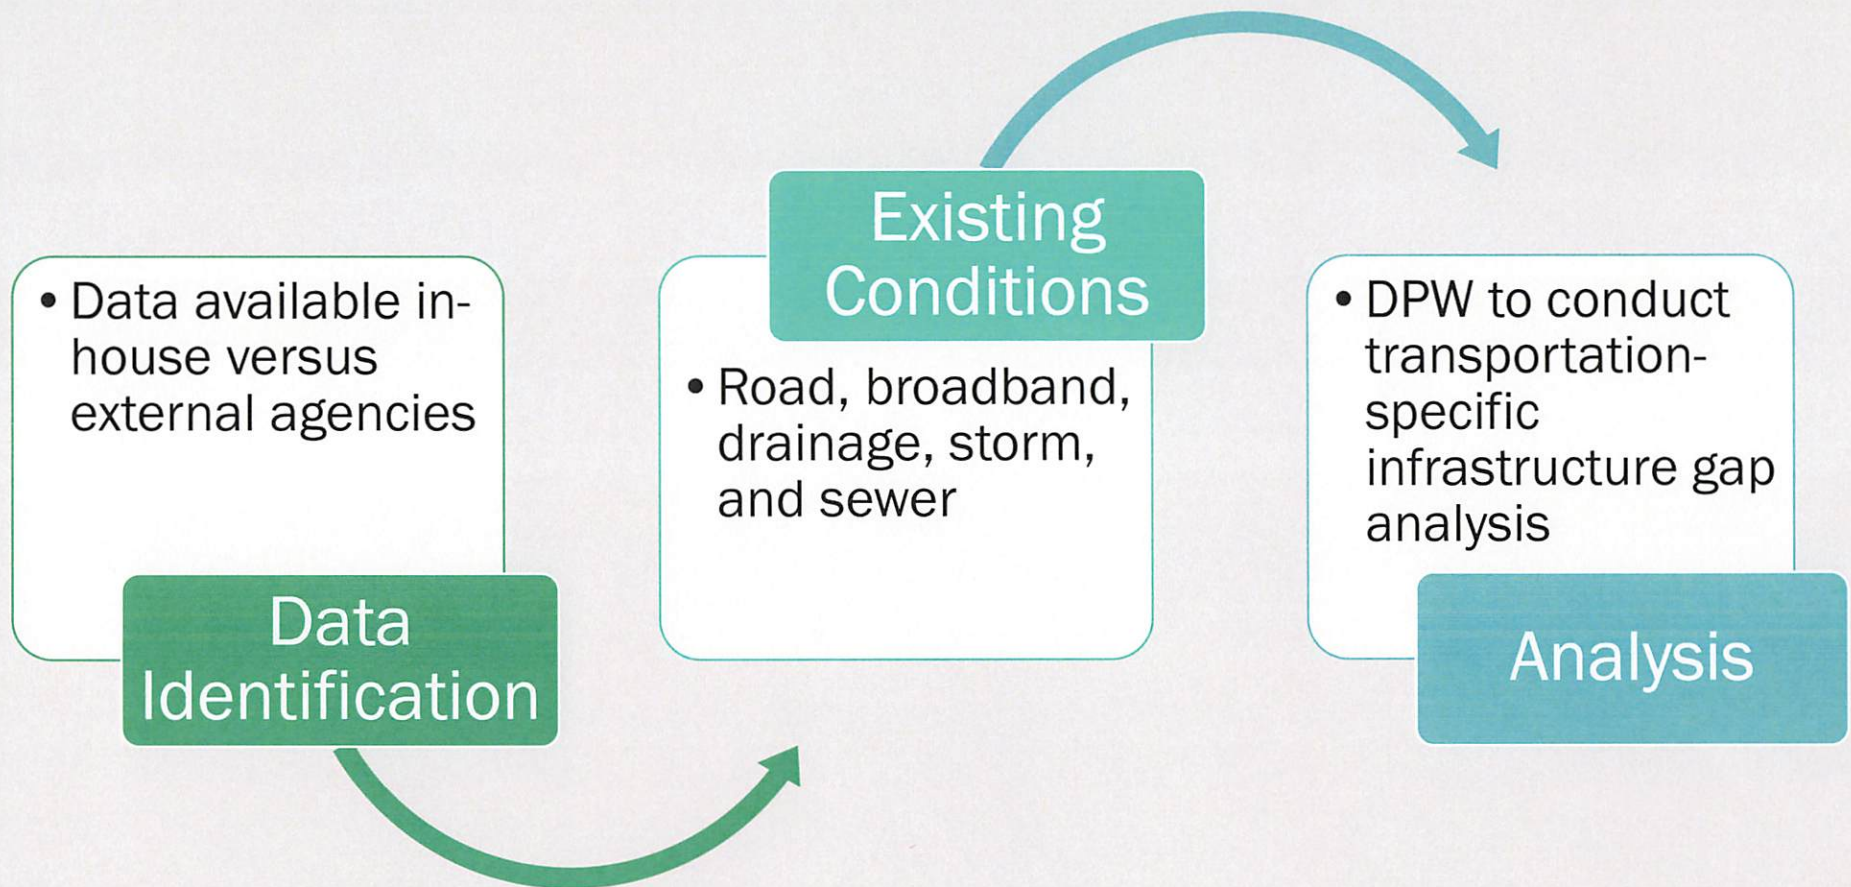 • Data available in-
house versus
external agencies
Data
Identification
Existing
Conditions
• Road, broadband,
drainage, storm,
and sewer
• DPW to conduct
transportation-
specific
infrastructure gap
analysis
Analysis